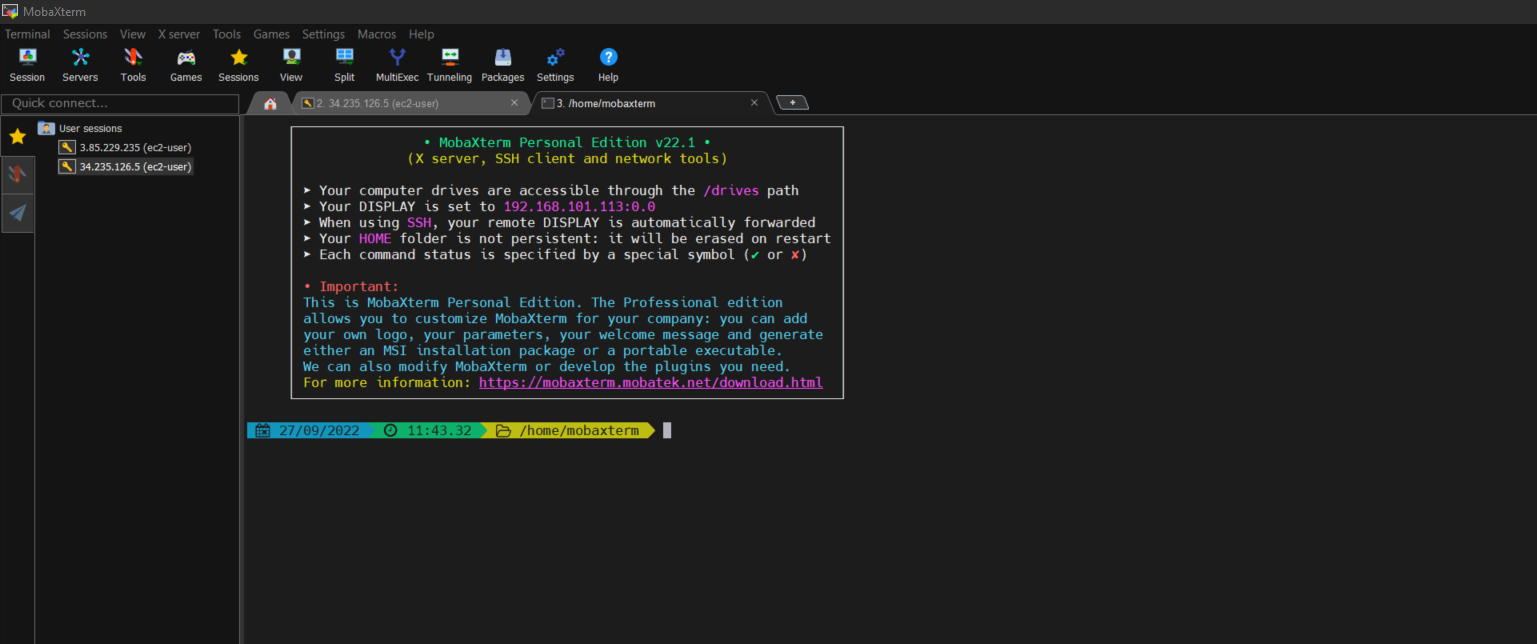 MobaXterm
Terminal Sessions View X server Tools Games Settings Macros Help
Session Servers Tools Games Sessions View Split MultiExec Tunneling Packages Settings Help
Quick connect...
2. 34.235.126.5 (ec2-user)
3. /home/mobaxterm
User sessions
3.85.229.235 (ec2-user)
34.235.126.5 (ec2-user)
• MobaXterm Personal Edition v22.1 •
(X server, SSH client and network tools)
➤ Your computer drives are accessible through the /drives path
➤ Your DISPLAY is set to 192.168.101.113:0.0
➤ When using SSH, your remote DISPLAY is automatically forwarded
➤ Your HOME folder is not persistent: it will be erased on restart
➤ Each command status is specified by a special symbol (✔ or ✘)
• Important:
This is MobaXterm Personal Edition. The Professional edition
allows you to customize MobaXterm for your company: you can add
your own logo, your parameters, your welcome message and generate
either an MSI installation package or a portable executable.
We can also modify MobaXterm or develop the plugins you need.
For more information: https://mobaxterm.mobatek.net/download.html
27/09/2022 11:43.32 /home/mobaxterm